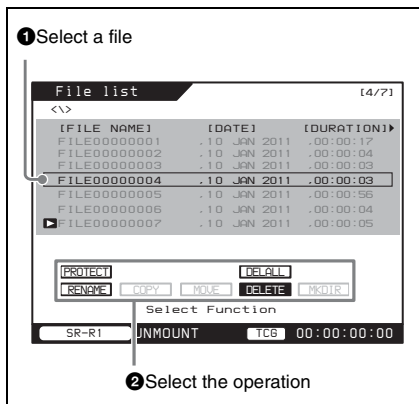 ❶Select a file
File list [4/7]
<\>
[FILE NAME] [DATE] [DURATION]▶
FILE00000001 .10 JAN 2011 .00:00:17
FILE00000002 .10 JAN 2011 .00:00:04
FILE00000003 .10 JAN 2011 .00:00:03
FILE00000004 .10 JAN 2011 .00:00:03
FILE00000005 .10 JAN 2011 .00:00:56
FILE00000006 .10 JAN 2011 .00:00:04
▶FILE00000007 .10 JAN 2011 .00:00:05
PROTECT DELALL
RENAME COPY MOVE DELETE MKDIR
Select Function
SR-R1 UNMOUNT TCG 00:00:00:00
❷Select the operation